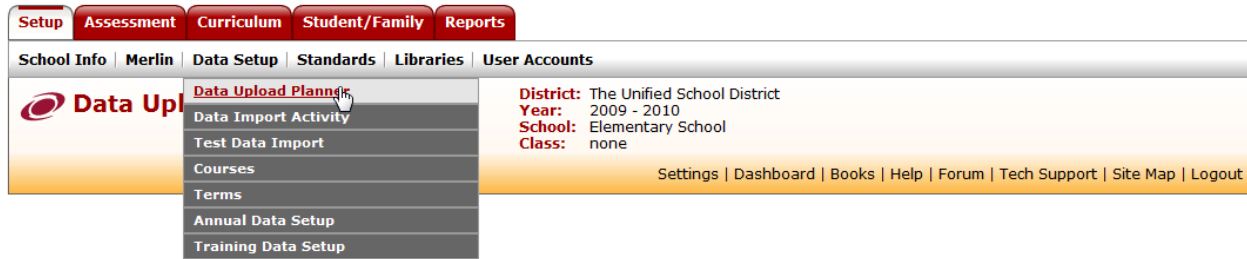 Setup Assessment Curriculum Student/Family Reports
School Info | Merlin | Data Setup | Standards | Libraries | User Accounts
Data Upl
Data Upload Planner
Data Import Activity
Test Data Import
Courses
Terms
Annual Data Setup
Training Data Setup
District: The Unified School District
Year: 2009 - 2010
School: Elementary School
Class: none
Settings | Dashboard | Books | Help | Forum | Tech Support | Site Map | Logout